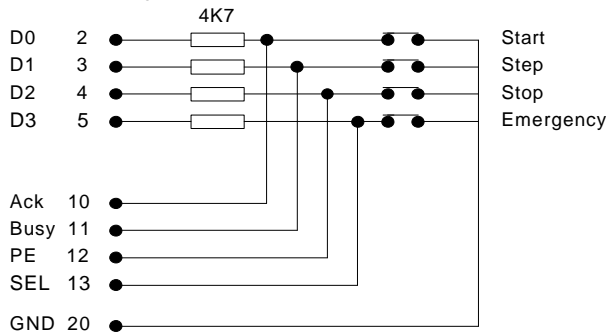 4K7
D0 2 Start
D1 3 Step
D2 4 Stop
D3 5 Emergency
Ack 10
Busy 11
PE 12
SEL 13
GND 20